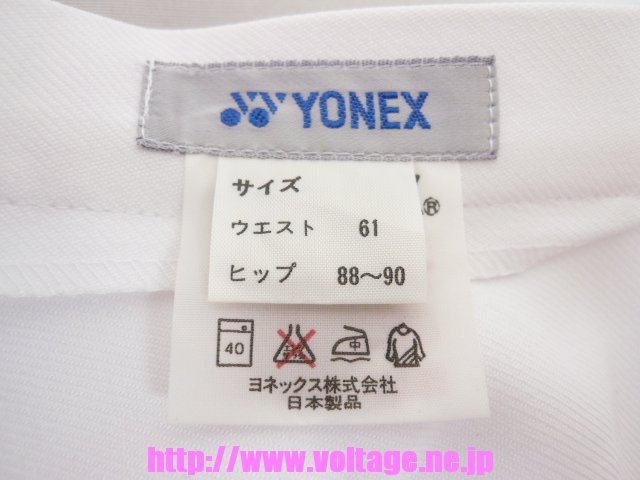 YONEX
サイズ
ウエスト 61
ヒップ 88～90
®
40 中
ヨネックス株式会社
日本製品
http://www.voltage.ne.jp